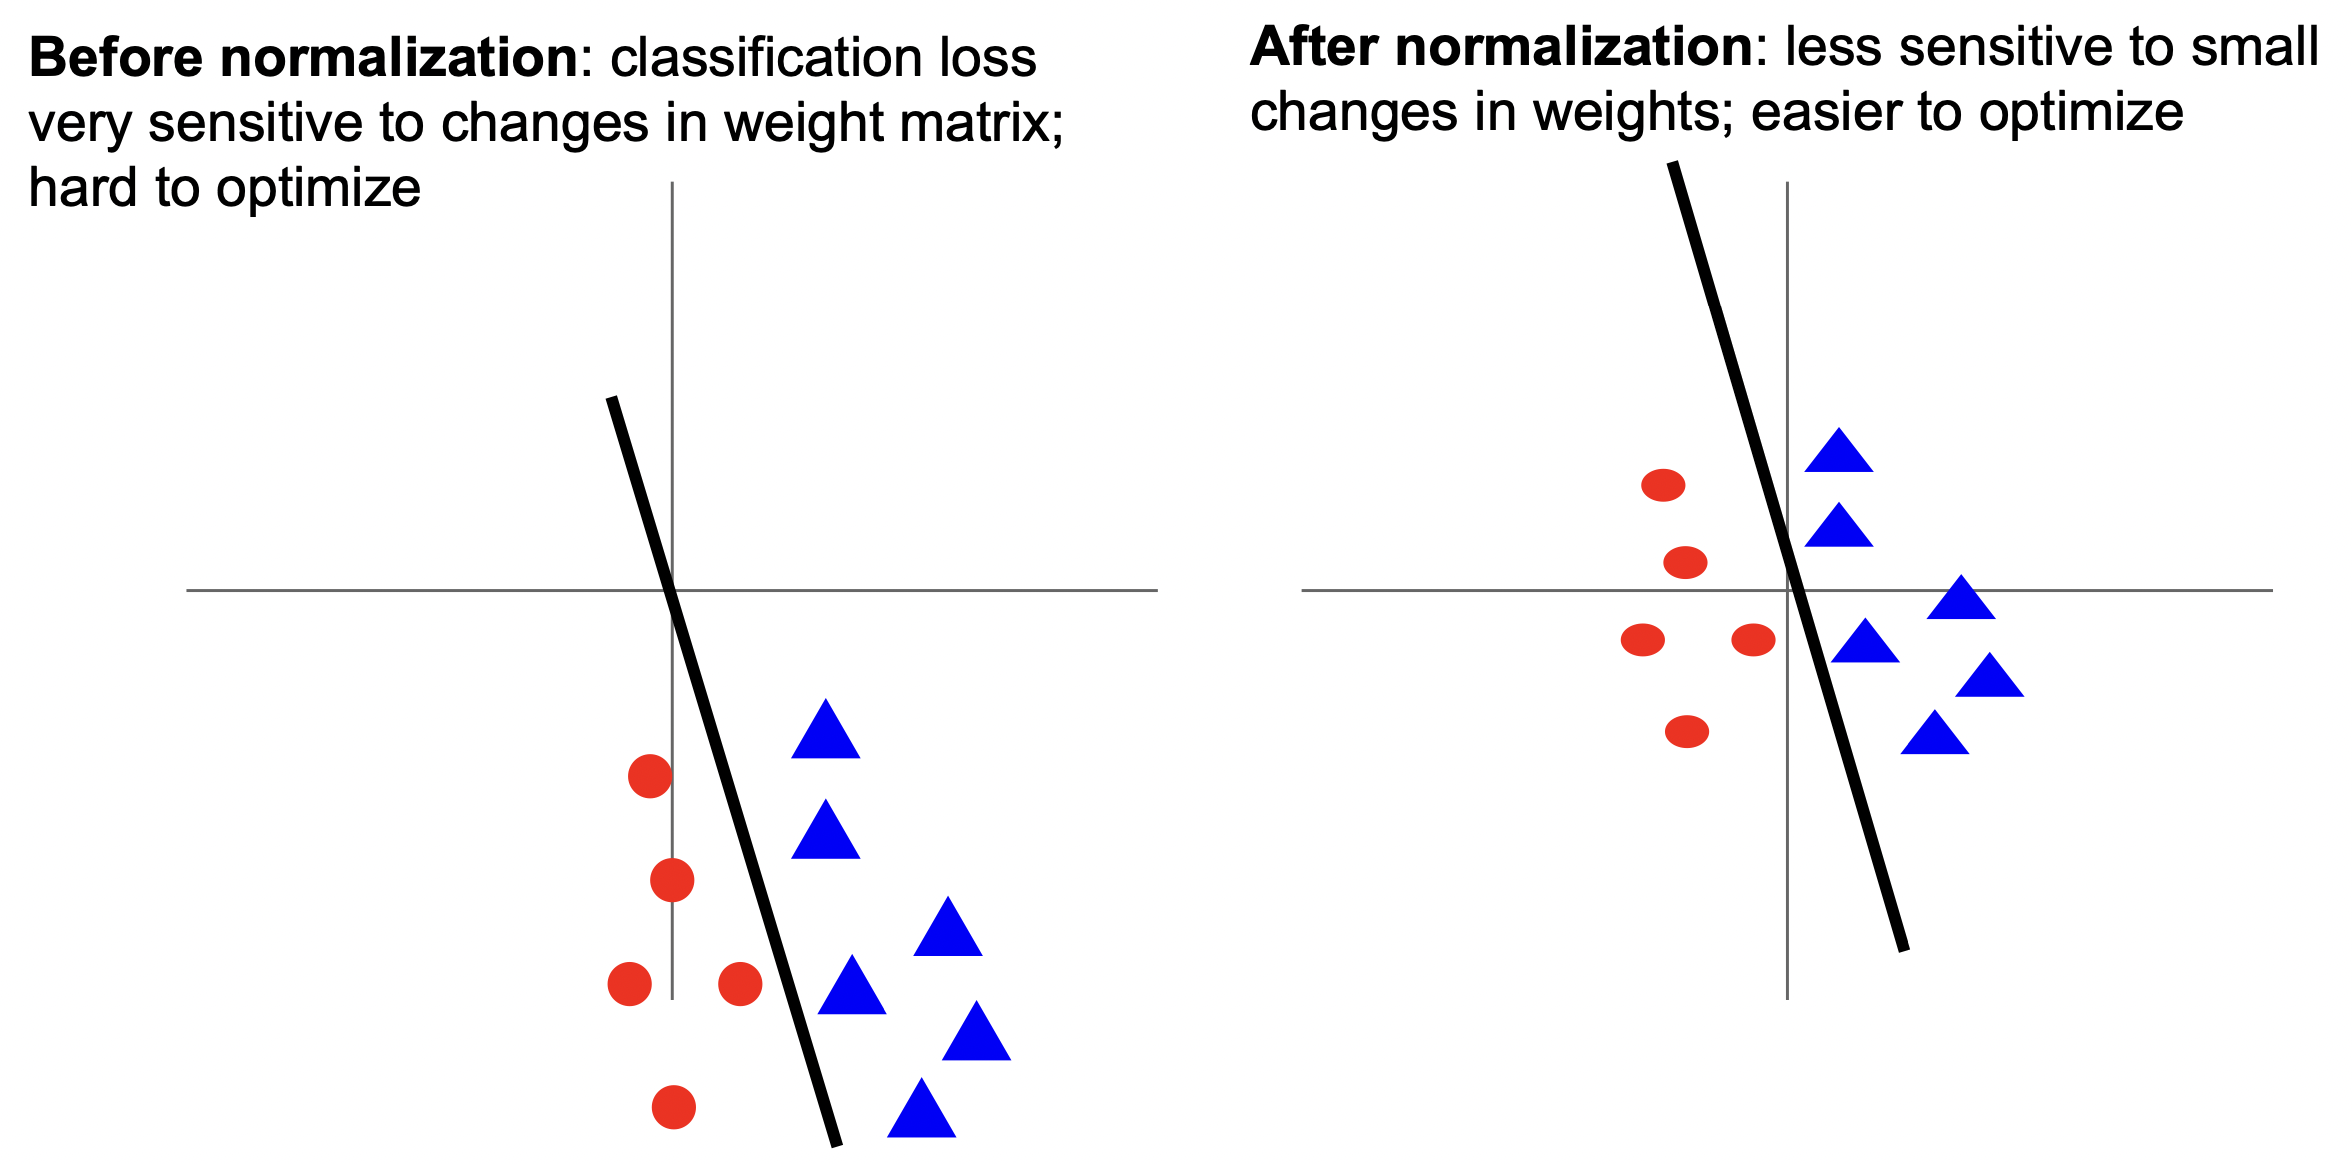 Before normalization: classification loss
very sensitive to changes in weight matrix;
hard to optimize
After normalization: less sensitive to small
changes in weights; easier to optimize